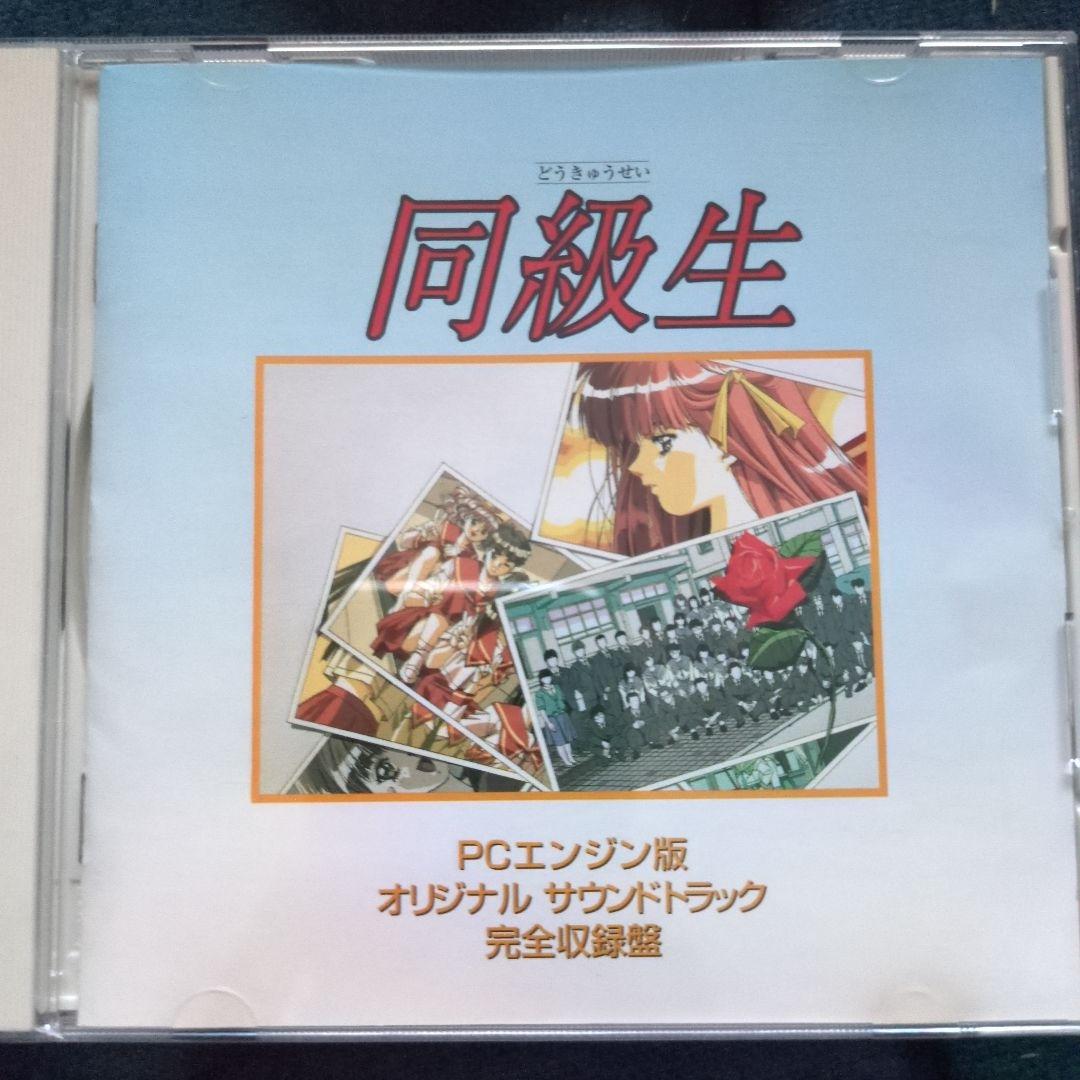 どうきゅうせい
同級生
PCエンジン版
オリジナル サウンドトラック
完全収録盤